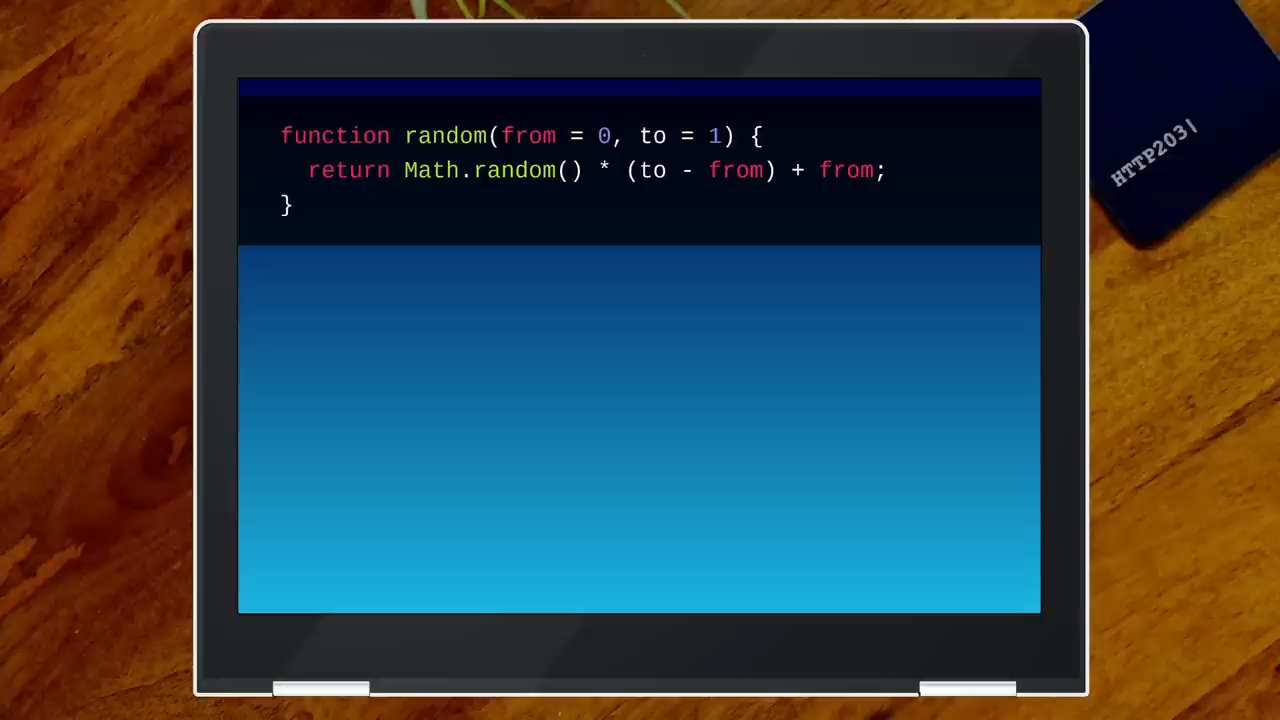 function random(from = 0, to = 1) {
  return Math.random() * (to - from) + from;
}
HTTP203|